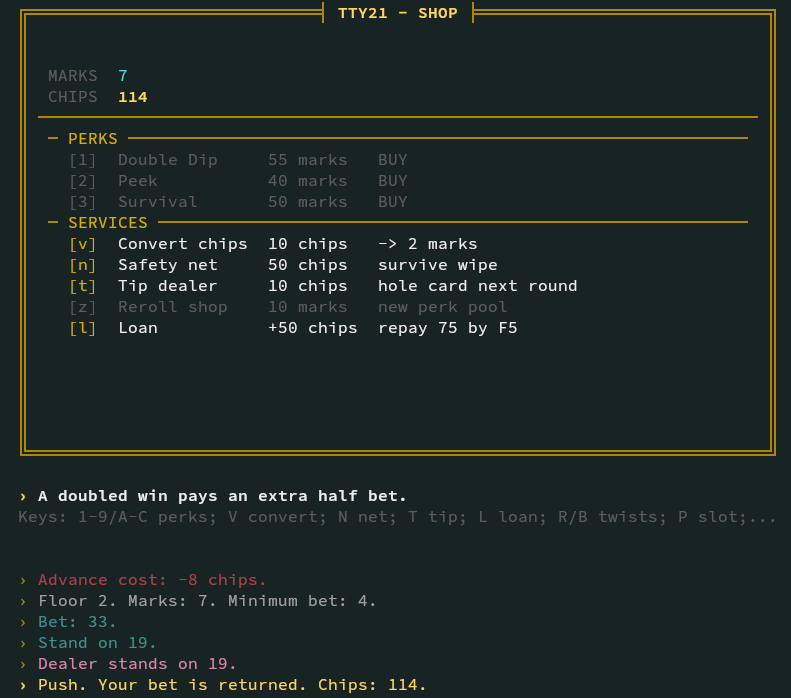 TTY21 - SHOP
MARKS 7
CHIPS 114
PERKS
[1] Double Dip 55 marks BUY
[2] Peek 40 marks BUY
[3] Survival 50 marks BUY
SERVICES
[v] Convert chips 10 chips -> 2 marks
[n] Safety net 50 chips survive wipe
[t] Tip dealer 10 chips hole card next round
[z] Reroll shop 10 marks new perk pool
[l] Loan +50 chips repay 75 by F5
› A doubled win pays an extra half bet.
Keys: 1-9/A-C perks; V convert; N net; T tip; L loan; R/B twists; P slot;...
› Advance cost: -8 chips.
› Floor 2. Marks: 7. Minimum bet: 4.
› Bet: 33.
› Stand on 19.
› Dealer stands on 19.
› Push. Your bet is returned. Chips: 114.